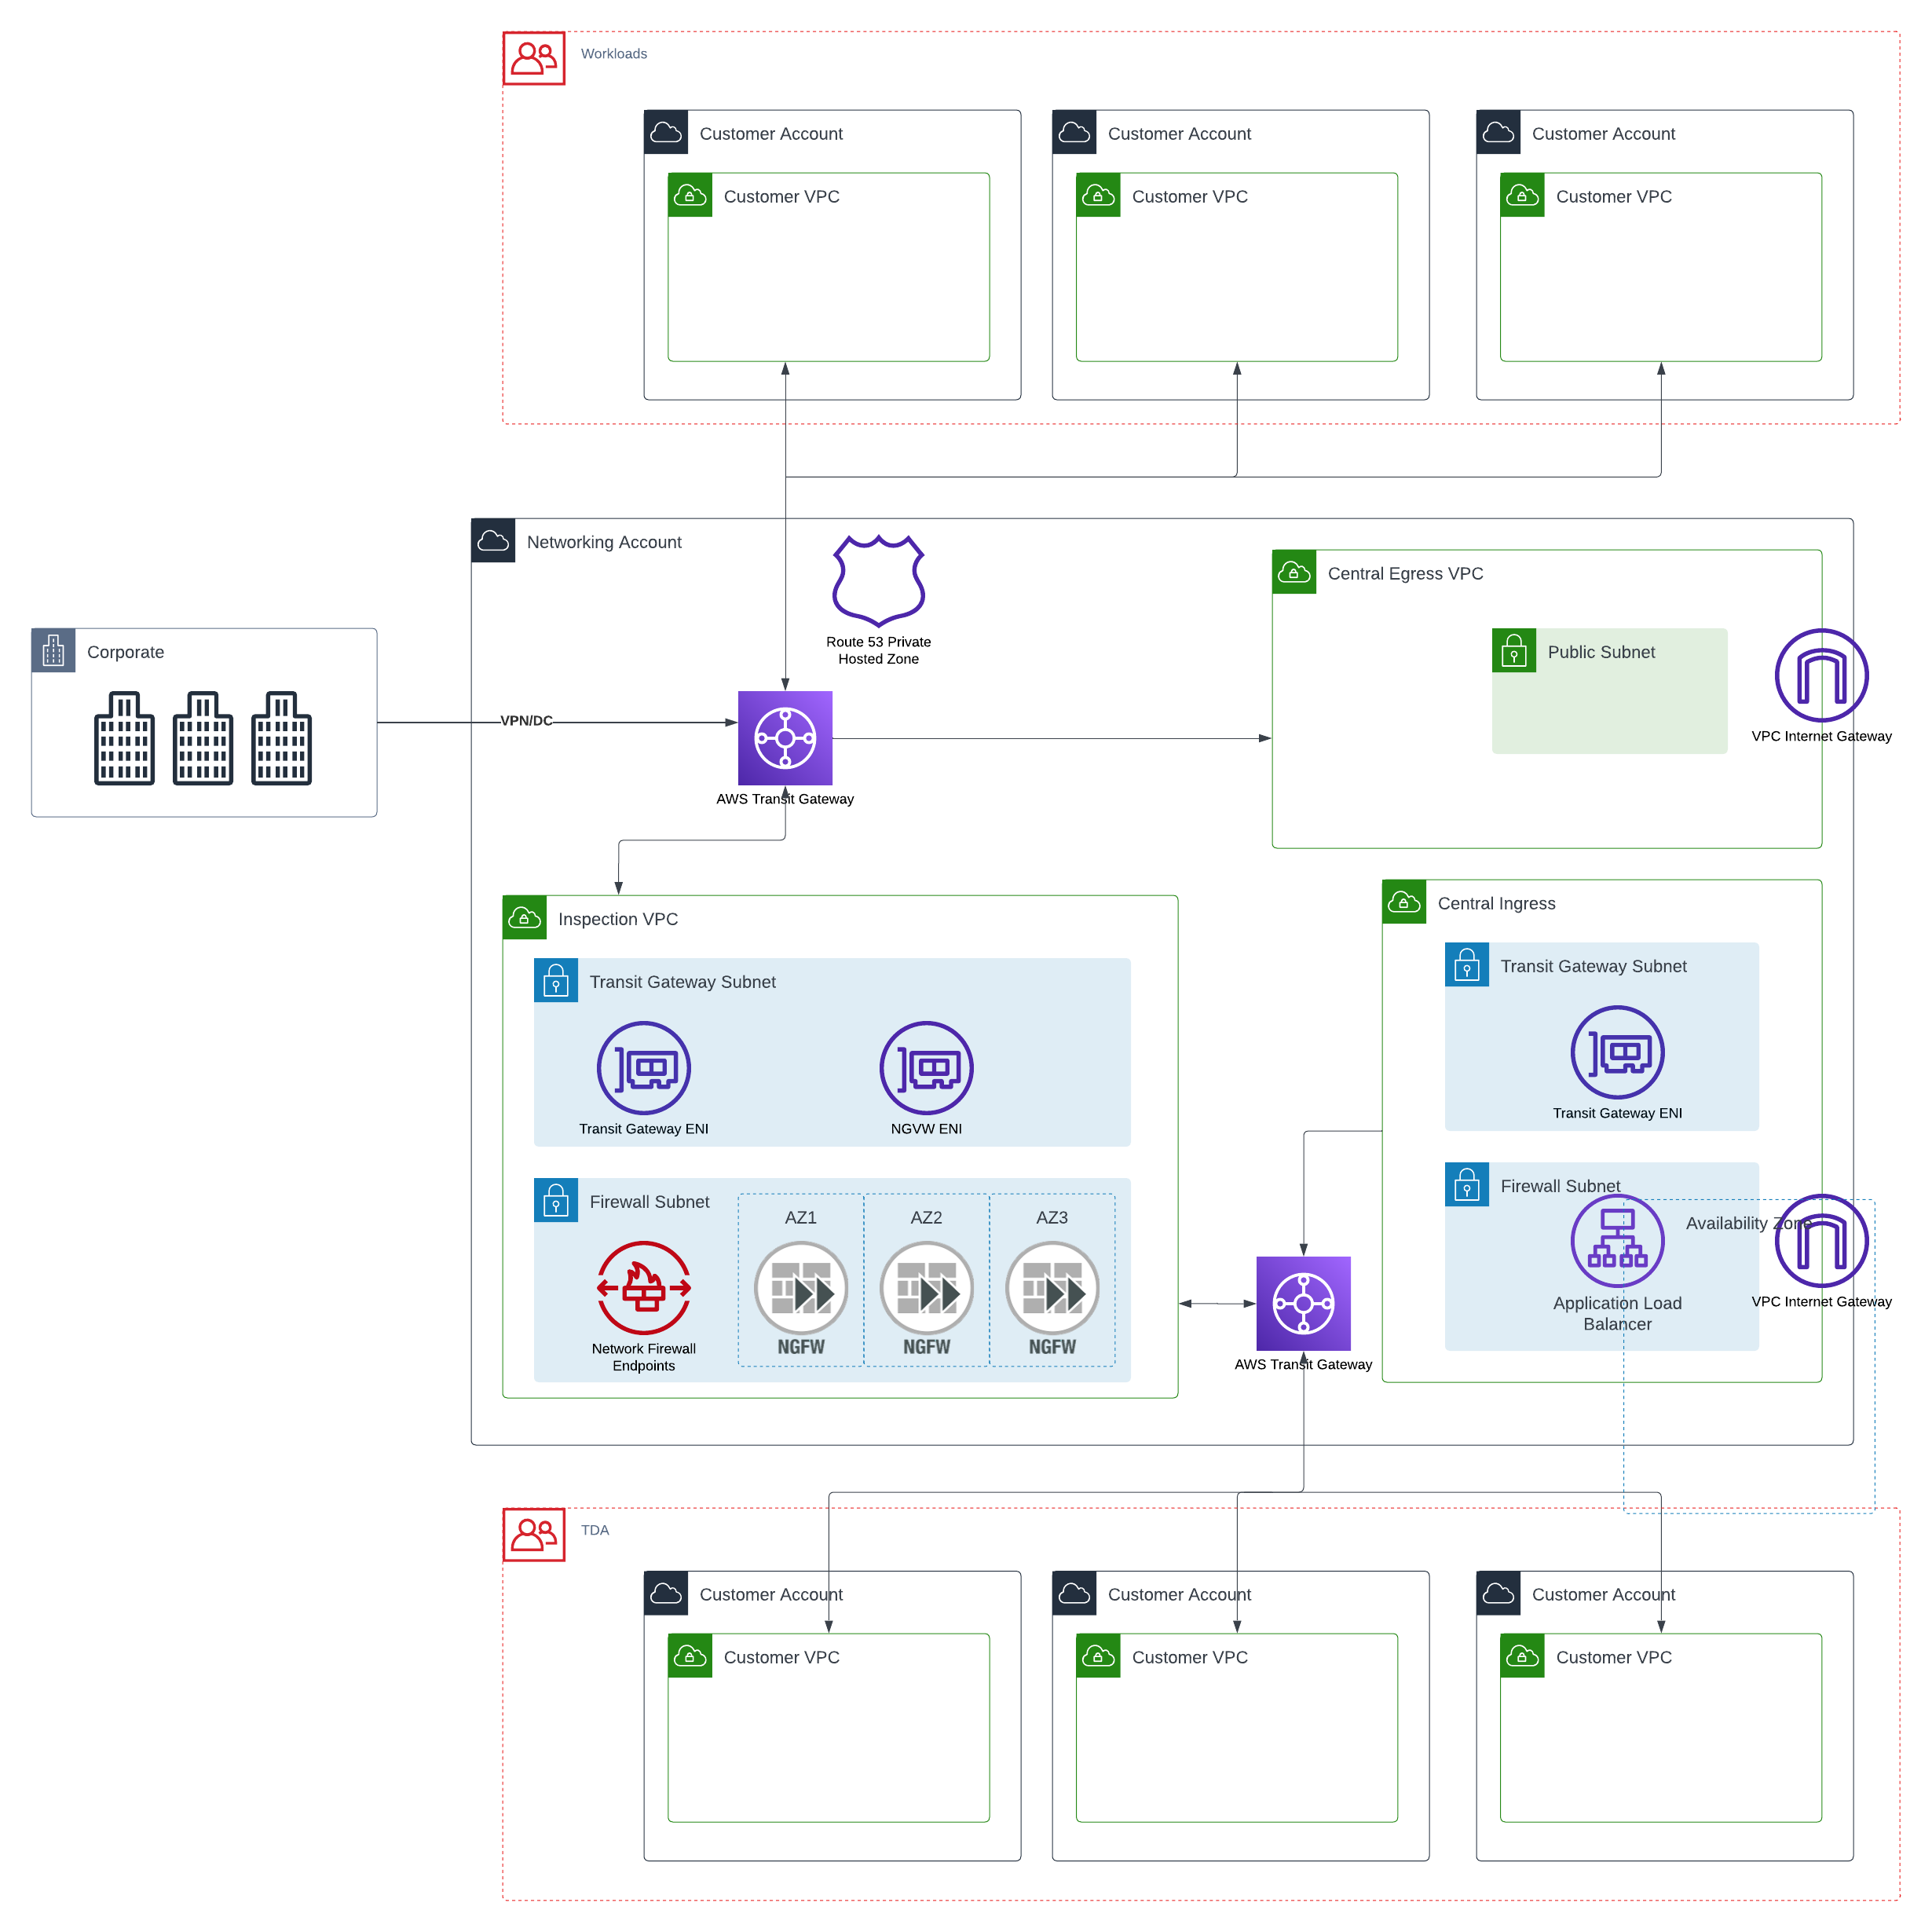 Workloads
Customer Account
Customer Account
Customer Account
Customer VPC
Customer VPC
Customer VPC
Networking Account
Central Egress VPC
Route 53 Private
Hosted Zone
Corporate
Public Subnet
VPN/DC
VPC Internet Gateway
AWS Transit Gateway
Inspection VPC
Central Ingress
Transit Gateway Subnet
Transit Gateway Subnet
Transit Gateway ENI
NGVW ENI
Transit Gateway ENI
Firewall Subnet
AZ1
AZ2
AZ3
Firewall Subnet
Availability Zone
Network Firewall
Endpoints
NGFW
NGFW
NGFW
Application Load
Balancer
VPC Internet Gateway
AWS Transit Gateway
TDA
Customer Account
Customer Account
Customer Account
Customer VPC
Customer VPC
Customer VPC